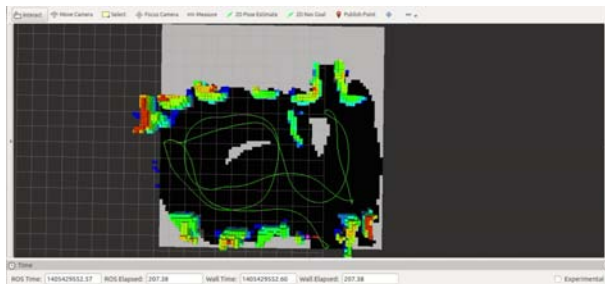 Interact Move Camera Select Focus Camera Measure 2D Pose Estimate 2D Nav Goal Publish Point
Time
ROS Time: 1405429552.57 ROS Elapsed: 207.38 Wall Time: 1405429552.60 Wall Elapsed: 207.38 Experimental